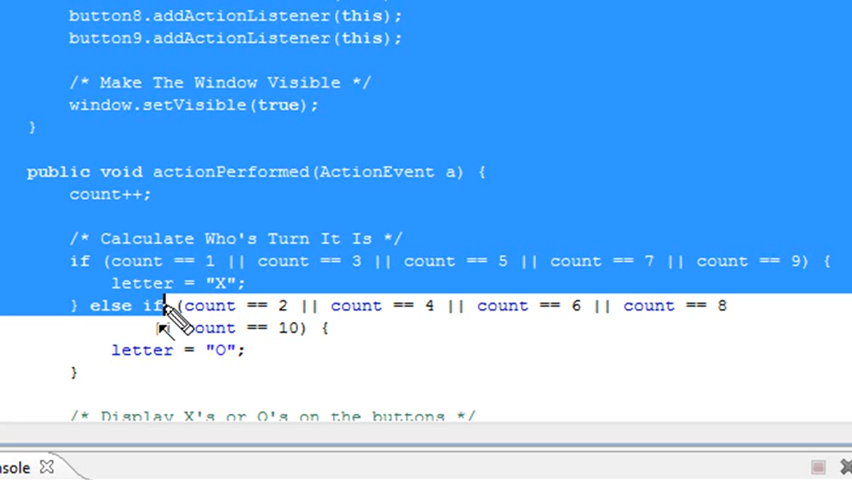 button8.addActionListener(this);
button9.addActionListener(this);
/* Make The Window Visible */
window.setVisible(true);
}
public void actionPerformed(ActionEvent a) {
count++;
/* Calculate Who's Turn It Is */
if (count == 1 || count == 3 || count == 5 || count == 7 || count == 9) {
letter = "X";
} else if (count == 2 || count == 4 || count == 6 || count == 8
count == 10) {
letter = "O";
}
/* Display X's or O's on the buttons */
sole